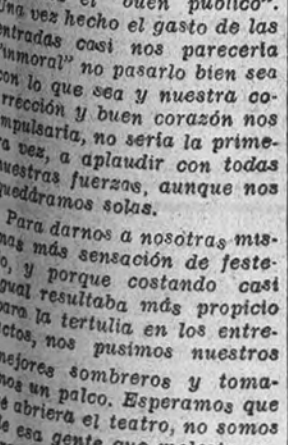 el "buen público".
Una vez hecho el gasto de las
entradas casi nos parecería
"inmoral" no pasarlo bien sea
con lo que sea y nuestra co-
rrección y buen corazón nos
impulsaría, no sería la prime-
ra vez, a aplaudir con todas
nuestras fuerzas, aunque nos
quedáramos solas.
Para darnos a nosotras mis-
mas más sensación de feste-
jo, y porque costando casi
igual resultaba más propicio
para la tertulia en los entre-
actos, nos pusimos nuestros
mejores sombreros y toma-
mos un palco. Esperamos que
se abriera el teatro, no somos
de esa gente que